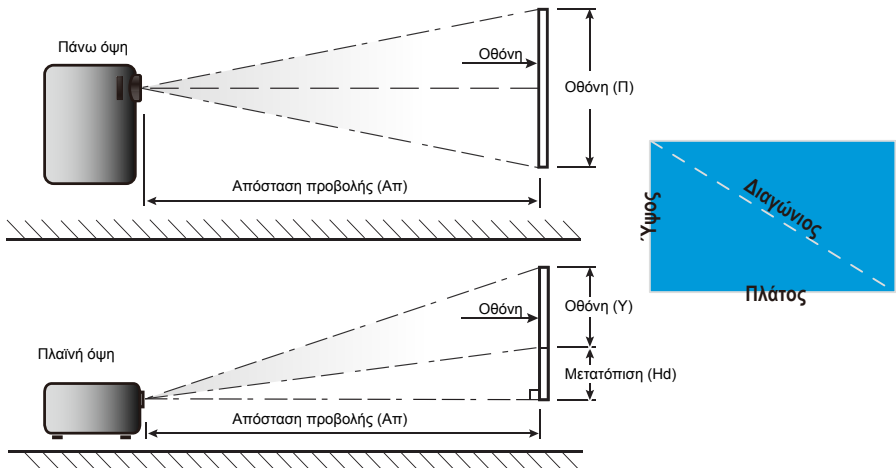 Πάνω όψη
Οθόνη
Οθόνη (Π)
Απόσταση προβολής (Απ)
Ύψος
Διαγώνιος
Πλάτος
Πλαϊνή όψη
Οθόνη
Οθόνη (Υ)
Μετατόπιση (Hd)
Απόσταση προβολής (Απ)